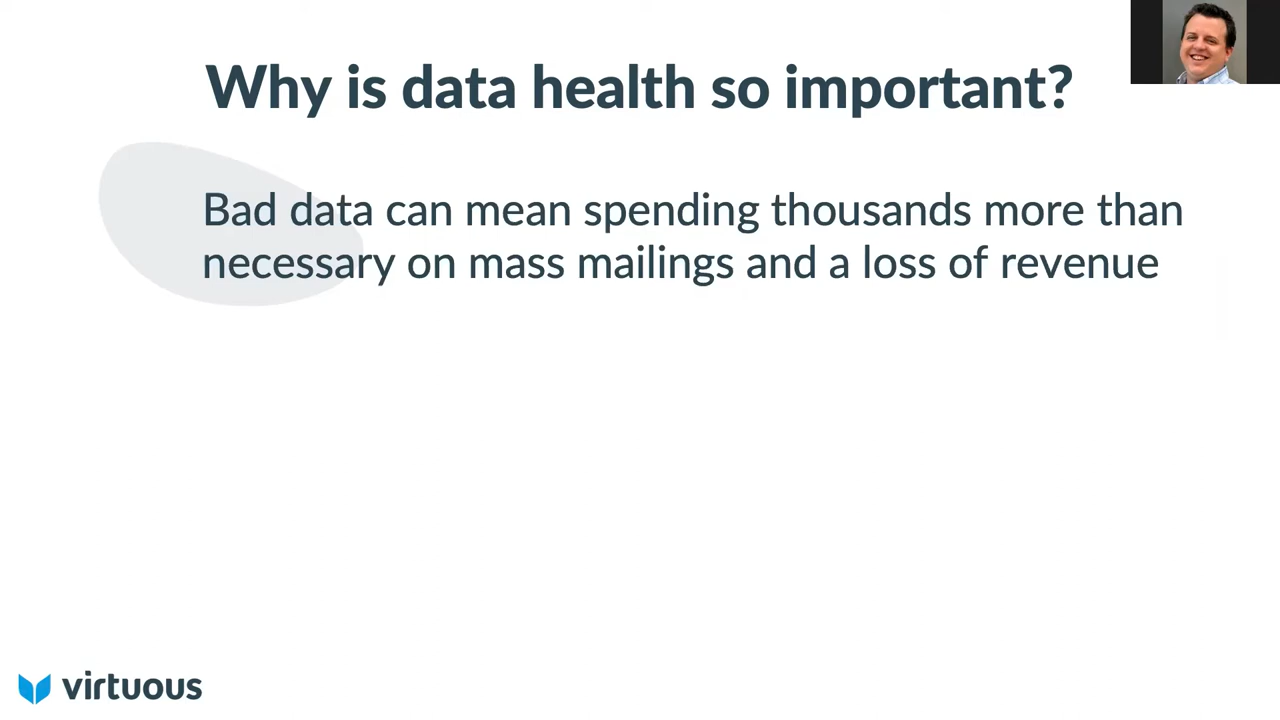 Why is data health so important?
Bad data can mean spending thousands more than
necessary on mass mailings and a loss of revenue
virtuous